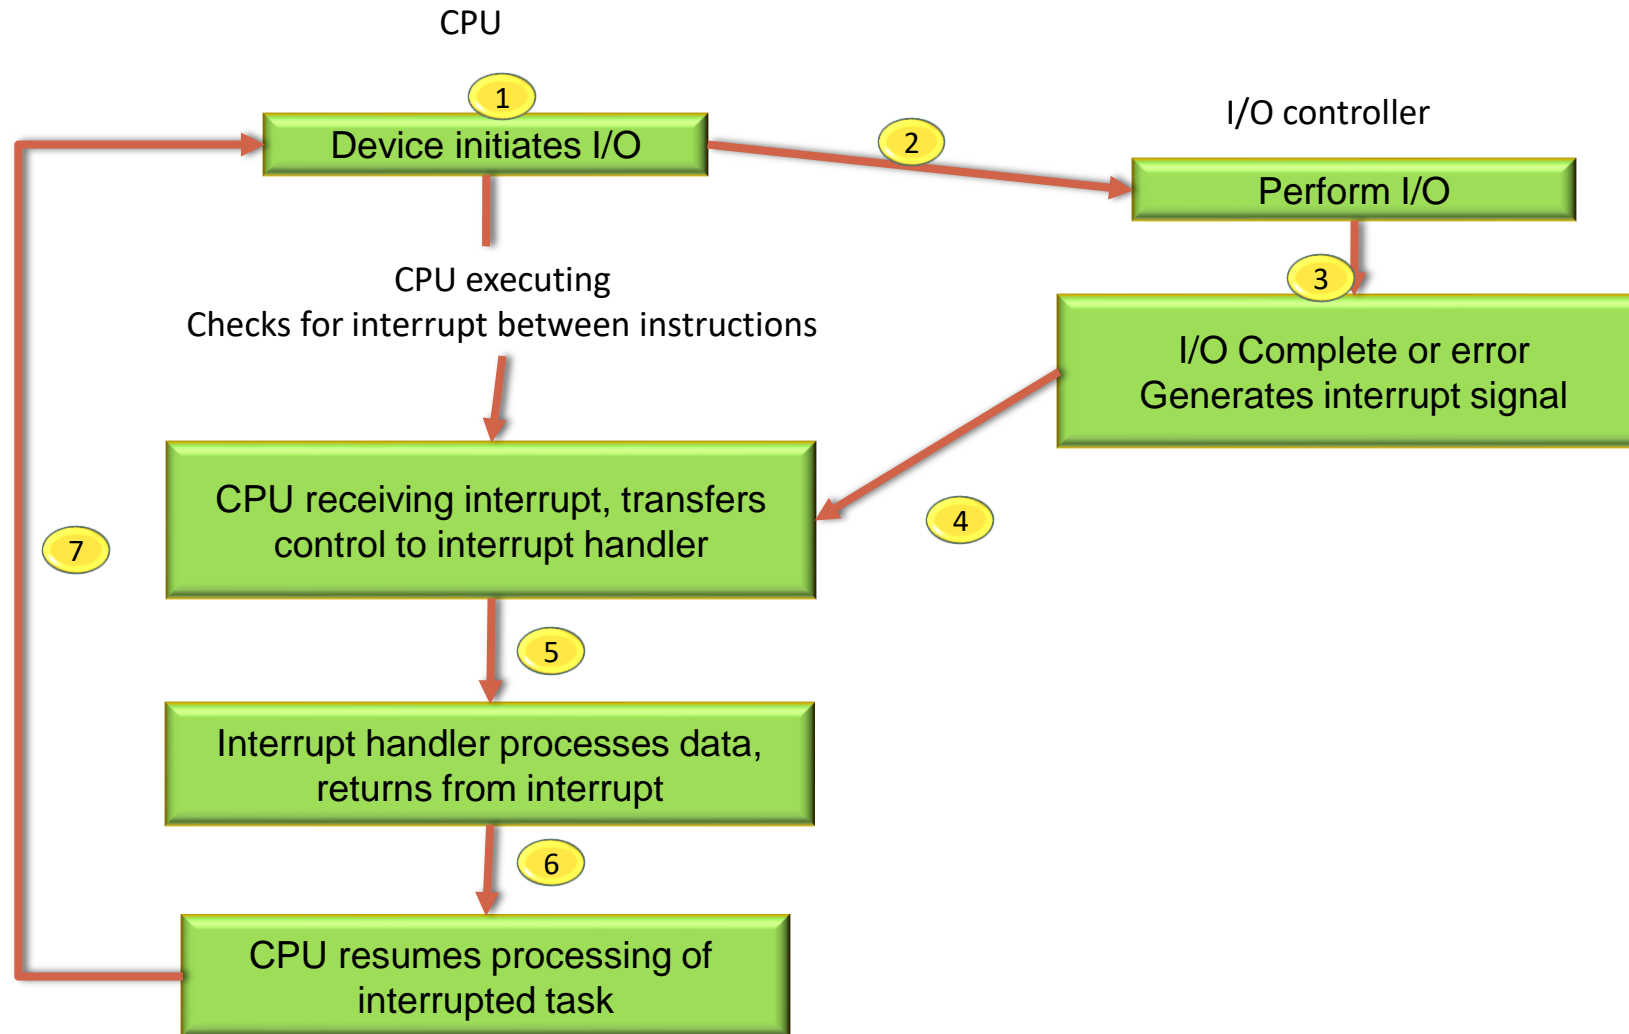 CPU
1
Device initiates I/O
2
I/O controller
Perform I/O
CPU executing
Checks for interrupt between instructions
3
I/O Complete or error
Generates interrupt signal
CPU receiving interrupt, transfers
control to interrupt handler
4
7
5
Interrupt handler processes data,
returns from interrupt
6
CPU resumes processing of
interrupted task